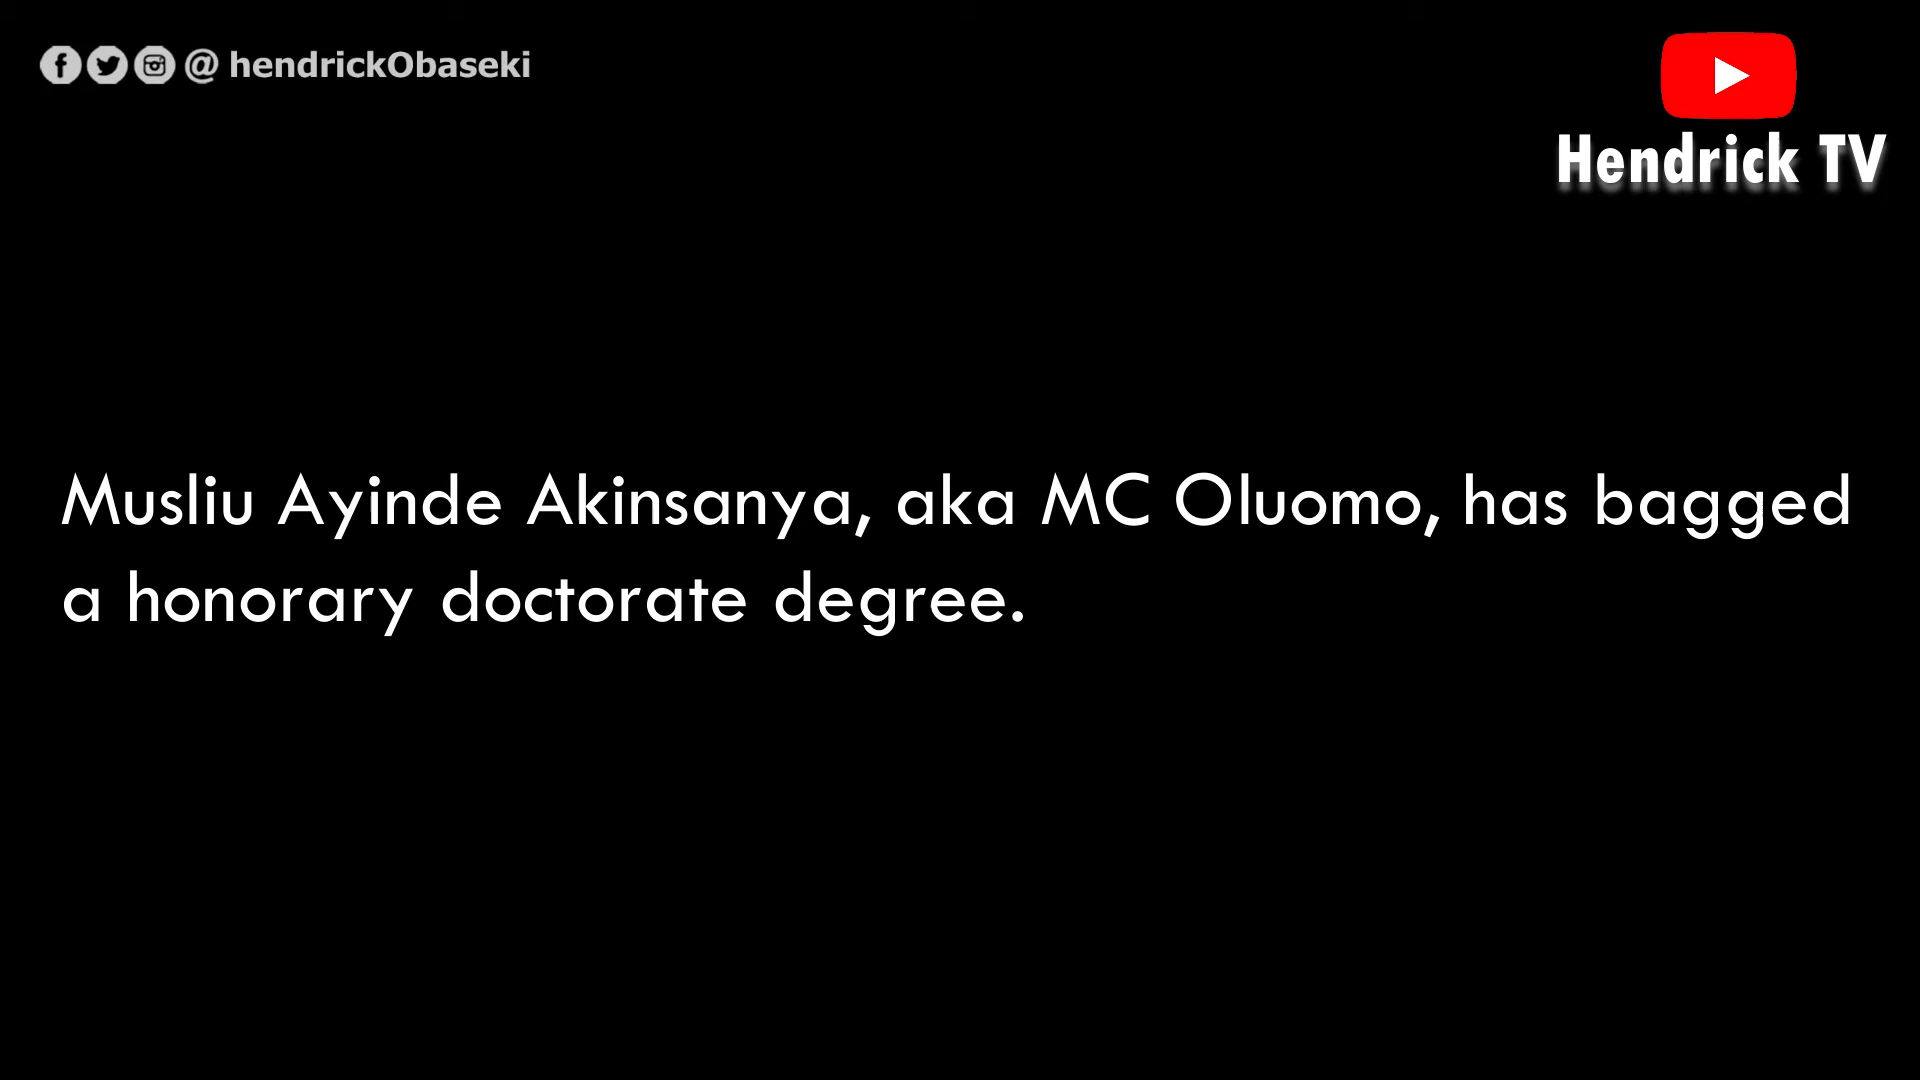 @ hendrickObaseki
Hendrick TV
Musliu Ayinde Akinsanya, aka MC Oluomo, has bagged
a honorary doctorate degree.